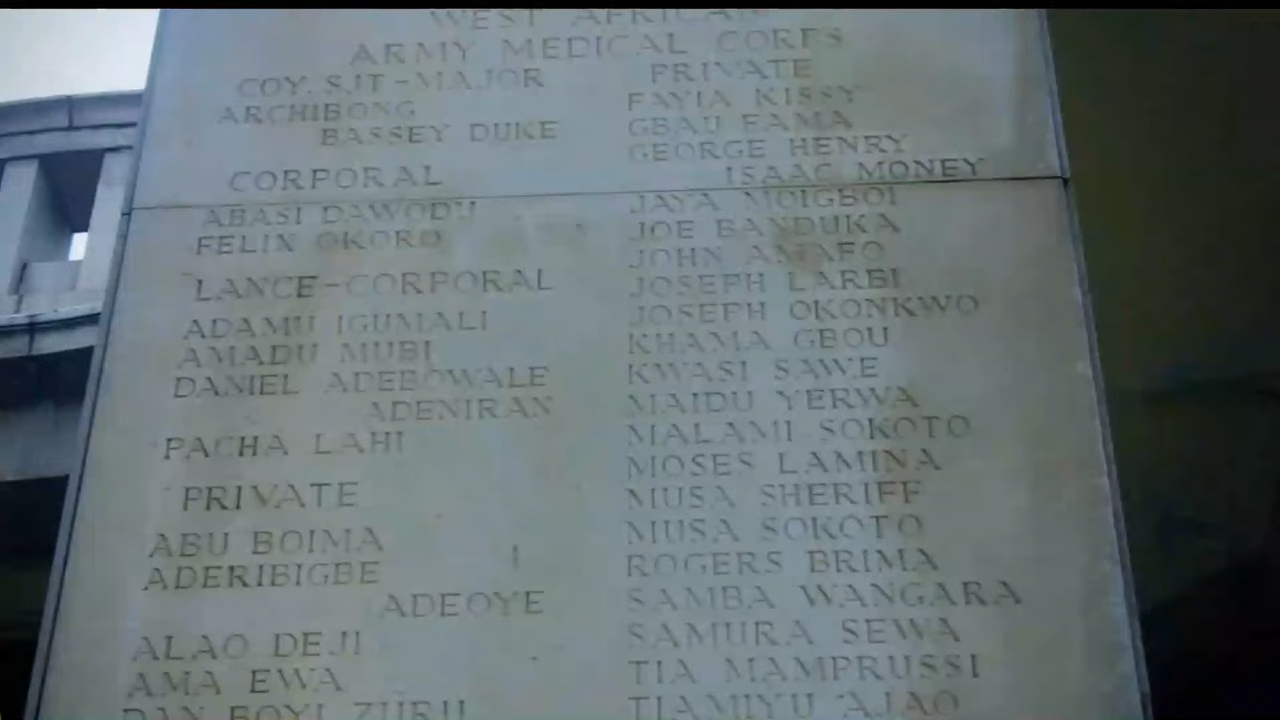 WEST AFRICAN
ARMY MEDICAL CORPS
COY. SJT-MAJOR
ARCHIBONG
BASSEY DUKE
CORPORAL
ABASI DAWODU
FELIX OKORO
LANCE-CORPORAL
ADAMU IGUMALI
AMADU MUBI
DANIEL ADEBOWALE
ADENIRAN
PACHA LAHI
PRIVATE
ABU BOIMA
ADERIBIGBE
ADEOYE
ALAO DEJI
AMA EWA
DAN BOYI ZURU
PRIVATE
FAYIA KISSY
GBAU FAMA
GEORGE HENRY
ISAAC MONEY
JAYA MOIGBOI
JOE BANDUKA
JOHN AMAFO
JOSEPH LARBI
JOSEPH OKONKWO
KHAMA GBOU
KWASI SAWE
MAIDU YERWA
MALAMI SOKOTO
MOSES LAMINA
MUSA SHERIFF
MUSA SOKOTO
ROGERS BRIMA
SAMBA WANGARA
SAMURA SEWA
TIA MAMPRUSSI
TIAMIYU AJAO